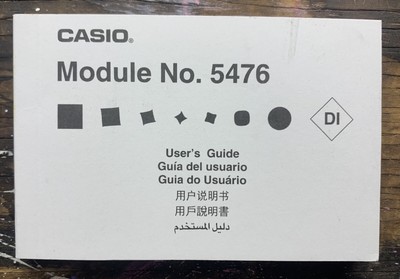 CASIO®
Module No. 5476
DI
User's Guide
Guía del usuario
Guia do Usuário
用户说明书
用戶說明書
دليل المستخدم